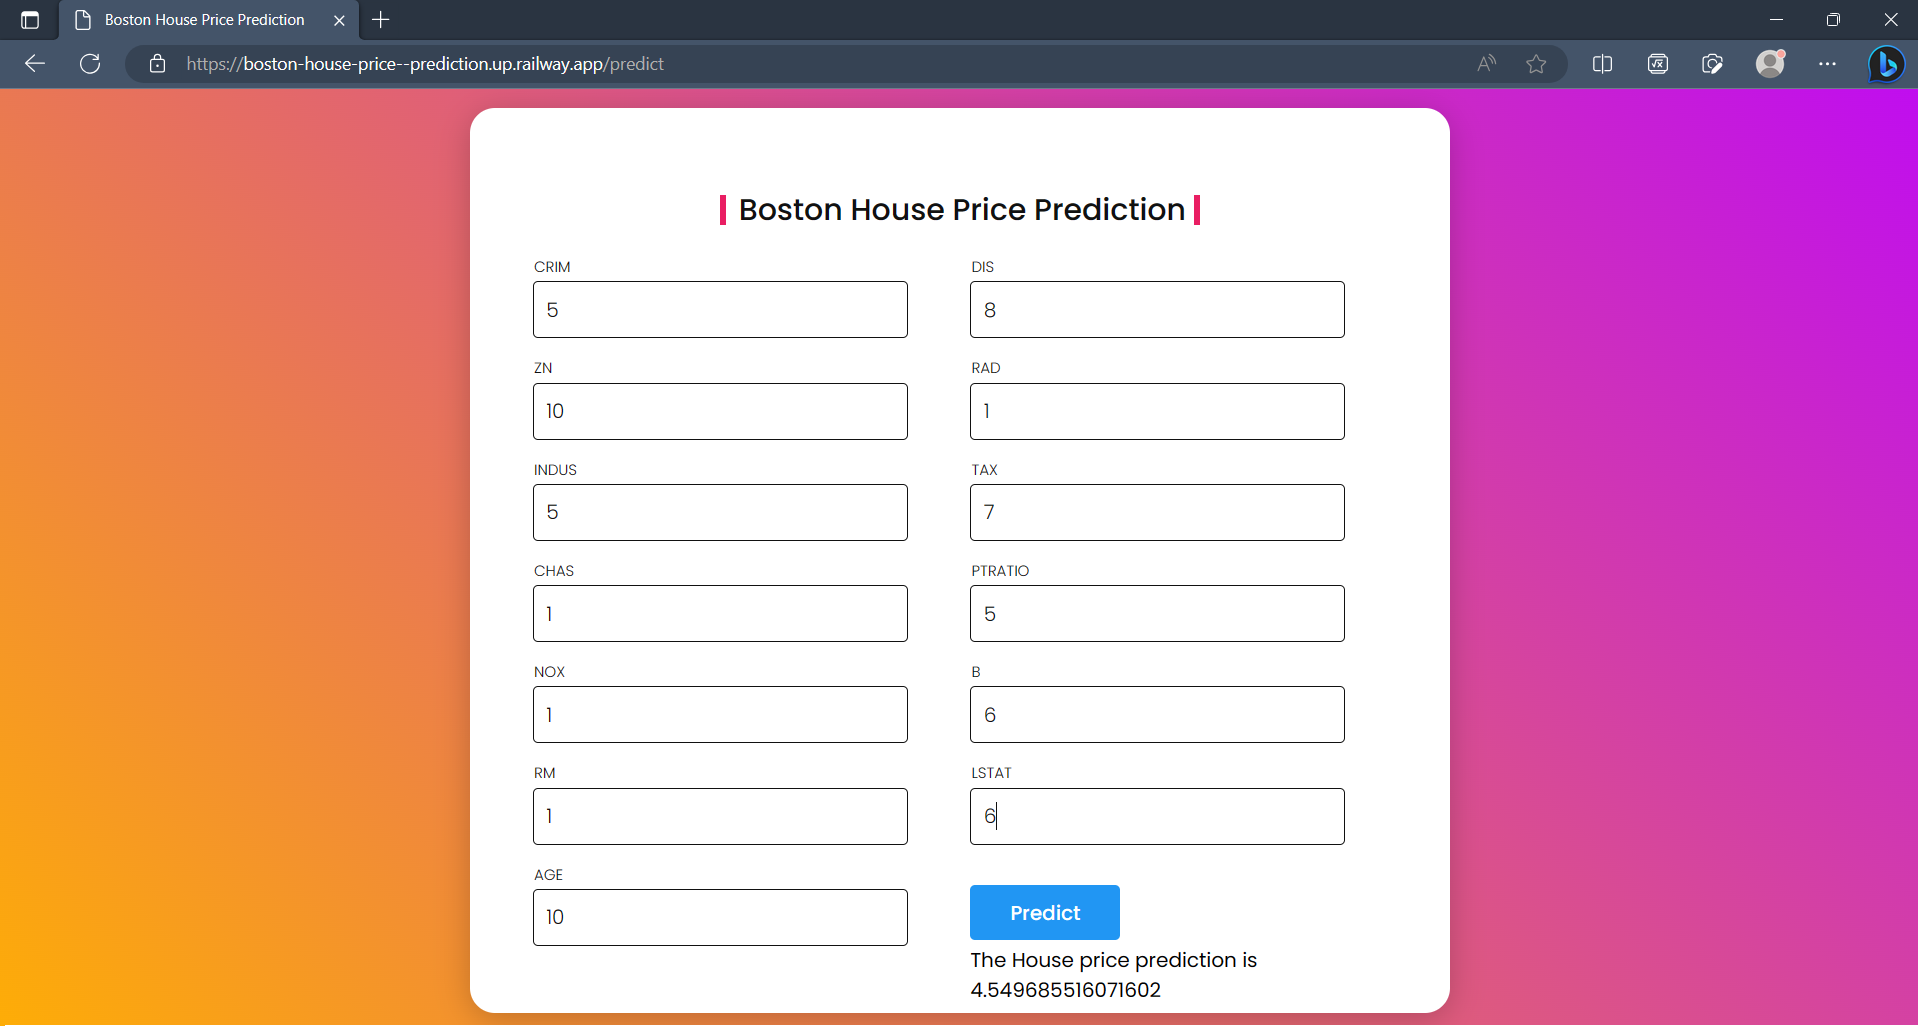 Boston House Price Prediction
https://boston-house-price--prediction.up.railway.app/predict
Boston House Price Prediction
CRIM
5
ZN
10
INDUS
5
CHAS
1
NOX
1
RM
1
AGE
10
DIS
8
RAD
1
TAX
7
PTRATIO
5
B
6
LSTAT
6
Predict
The House price prediction is
4.549685516071602